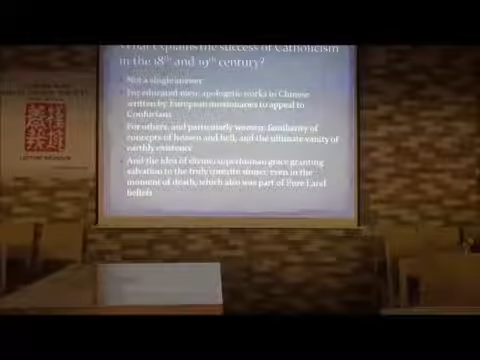 What Explains the success of Catholicism
in the 18th and 19th century?
Not a single answer
For educated men: apologetic works in Chinese
written by European missionaries to appeal to
Confucians
For others, and particularly women: familiarity of
concepts of heaven and hell, and the ultimate vanity of
earthly existence
And the idea of divine/superhuman grace granting
salvation to the truly contrite sinner, even in the
moment of death, which also was part of Pure Land
beliefs
LECTURE SERIES